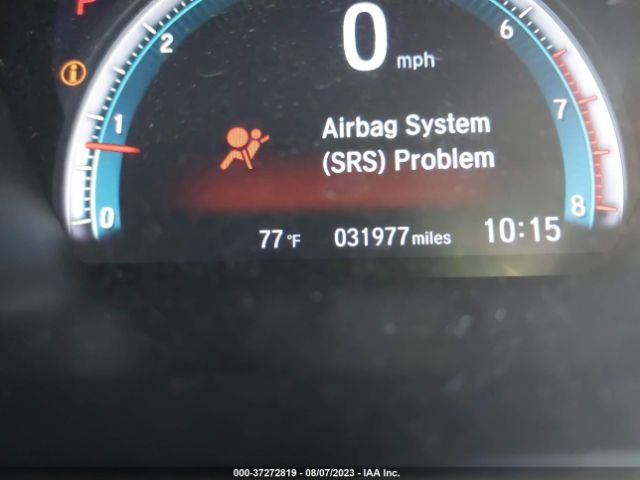 P
0 mph
2
6
1
7
Airbag System
(SRS) Problem
0
8
77°F 031977 miles 10:15
000-37272819 - 08/07/2023 - IAA Inc.